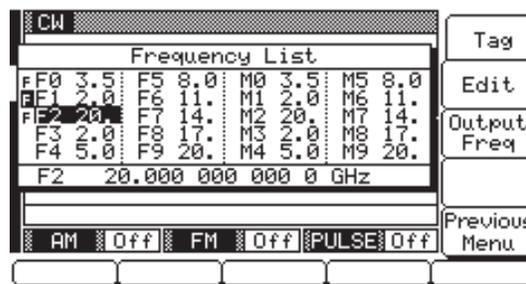 CW
Frequency List
F F0 3.5 F5 8.0 M0 3.5 M5 8.0
F F1 2.0 F6 11. M1 2.0 M6 11.
F F2 20. F7 14. M2 20. M7 14.
F3 2.0 F8 17. M3 2.0 M8 17.
F4 5.0 F9 20. M4 5.0 M9 20.
F2 20.000 000 000 0 GHz
AM Off FM Off PULSE Off
Tag
Edit
Output
Freq
Previous
Menu